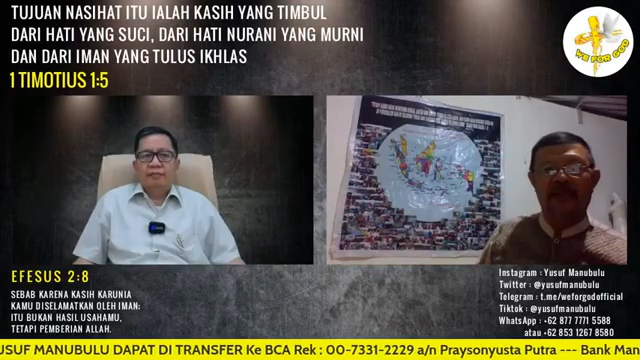 TUJUAN NASIHAT ITU IALAH KASIH YANG TIMBUL
DARI HATI YANG SUCI, DARI HATI NURANI YANG MURNI
DAN DARI IMAN YANG TULUS IKHLAS
1 TIMOTIUS 1:5
WE FOR GOD
EFESUS 2:8
SEBAB KARENA KASIH KARUNIA
KAMU DISELAMATKAN OLEH IMAN;
ITU BUKAN HASIL USAHAMU,
TETAPI PEMBERIAN ALLAH.
Instagram : Yusuf Manubulu
Twitter : @yusufmanubulu
Telegram : t.me/weforgodofficial
Tiktok : @yusufmanubulu
WhatsApp : +62 877 7771 5588
atau +62 853 1267 8580
USUF MANUBULU DAPAT DI TRANSFER Ke BCA Rek : 00-7331-2229 a/n Praysonyusta Putra --- Bank Man